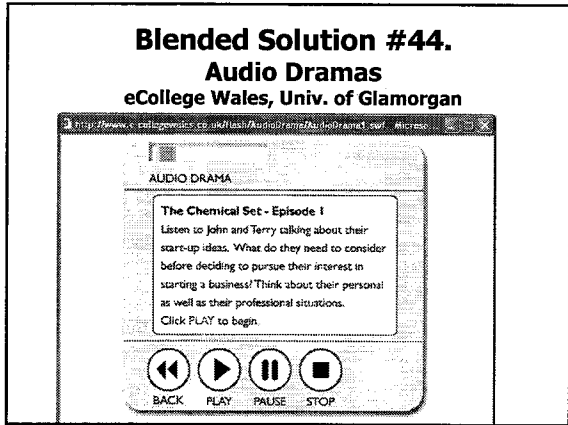 Blended Solution #44.
Audio Dramas
eCollege Wales, Univ. of Glamorgan
AUDIO DRAMA
The Chemical Set - Episode 1
Listen to John and Terry talking about their
start-up ideas. What do they need to consider
before deciding to pursue their interest in
starting a business? Think about their personal
as well as their professional situations.
Click PLAY to begin.
BACK PLAY PAUSE STOP